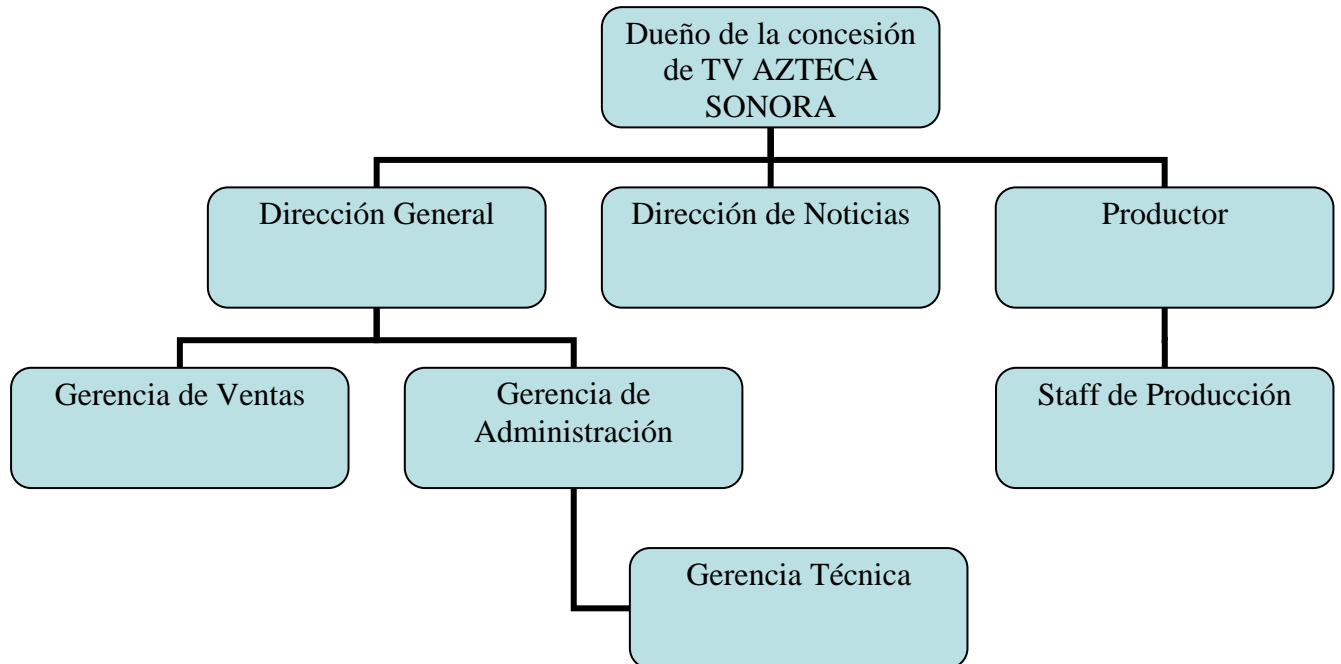 Dueño de la concesión
de TV AZTECA
SONORA
Dirección General
Dirección de Noticias
Productor
Gerencia de Ventas
Gerencia de
Administración
Staff de Producción
Gerencia Técnica